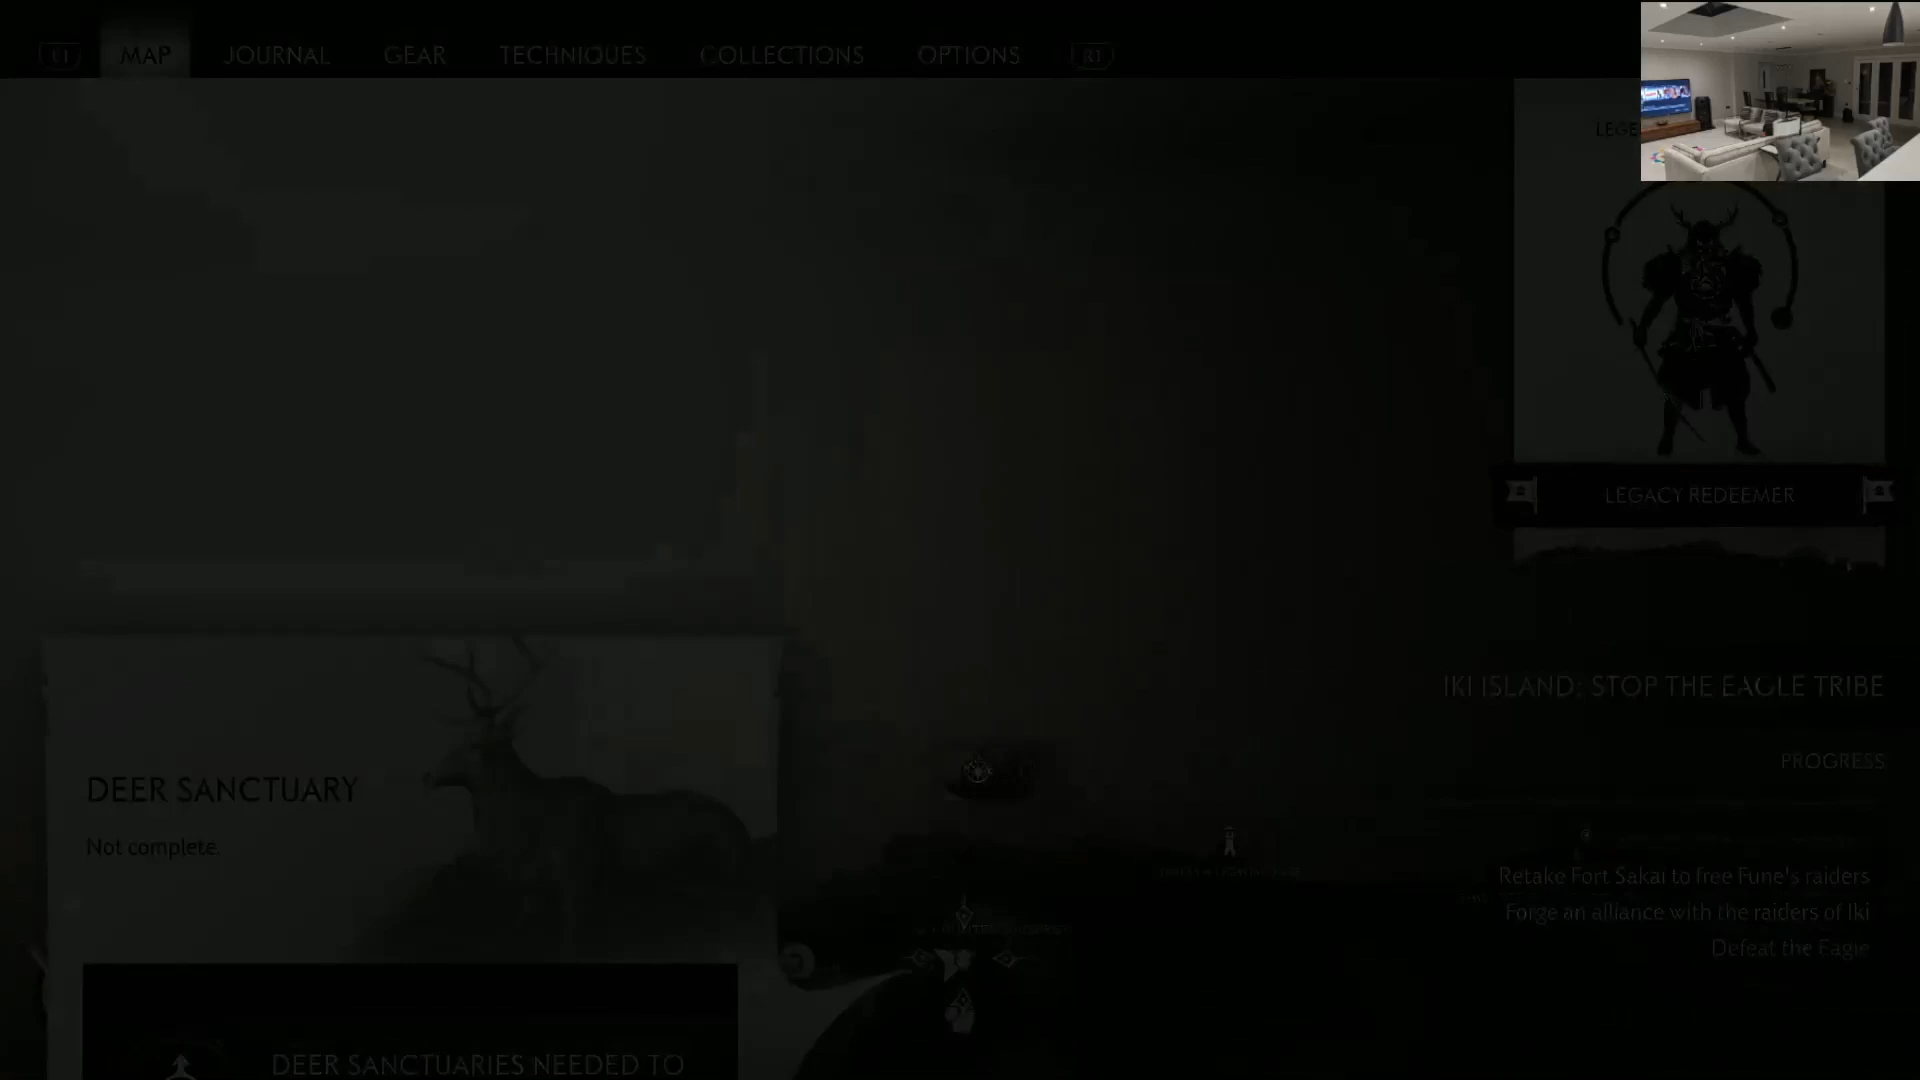 L1 MAP JOURNAL GEAR TECHNIQUES COLLECTIONS OPTIONS R1
LEGE
LEGACY REDEEMER
IKI ISLAND: STOP THE EAGLE TRIBE
PROGRESS
Retake Fort Sakai to free Fune's raiders
Forge an alliance with the raiders of Iki
Defeat the Eagle
DEER SANCTUARY
Not complete.
DEER SANCTUARIES NEEDED TO